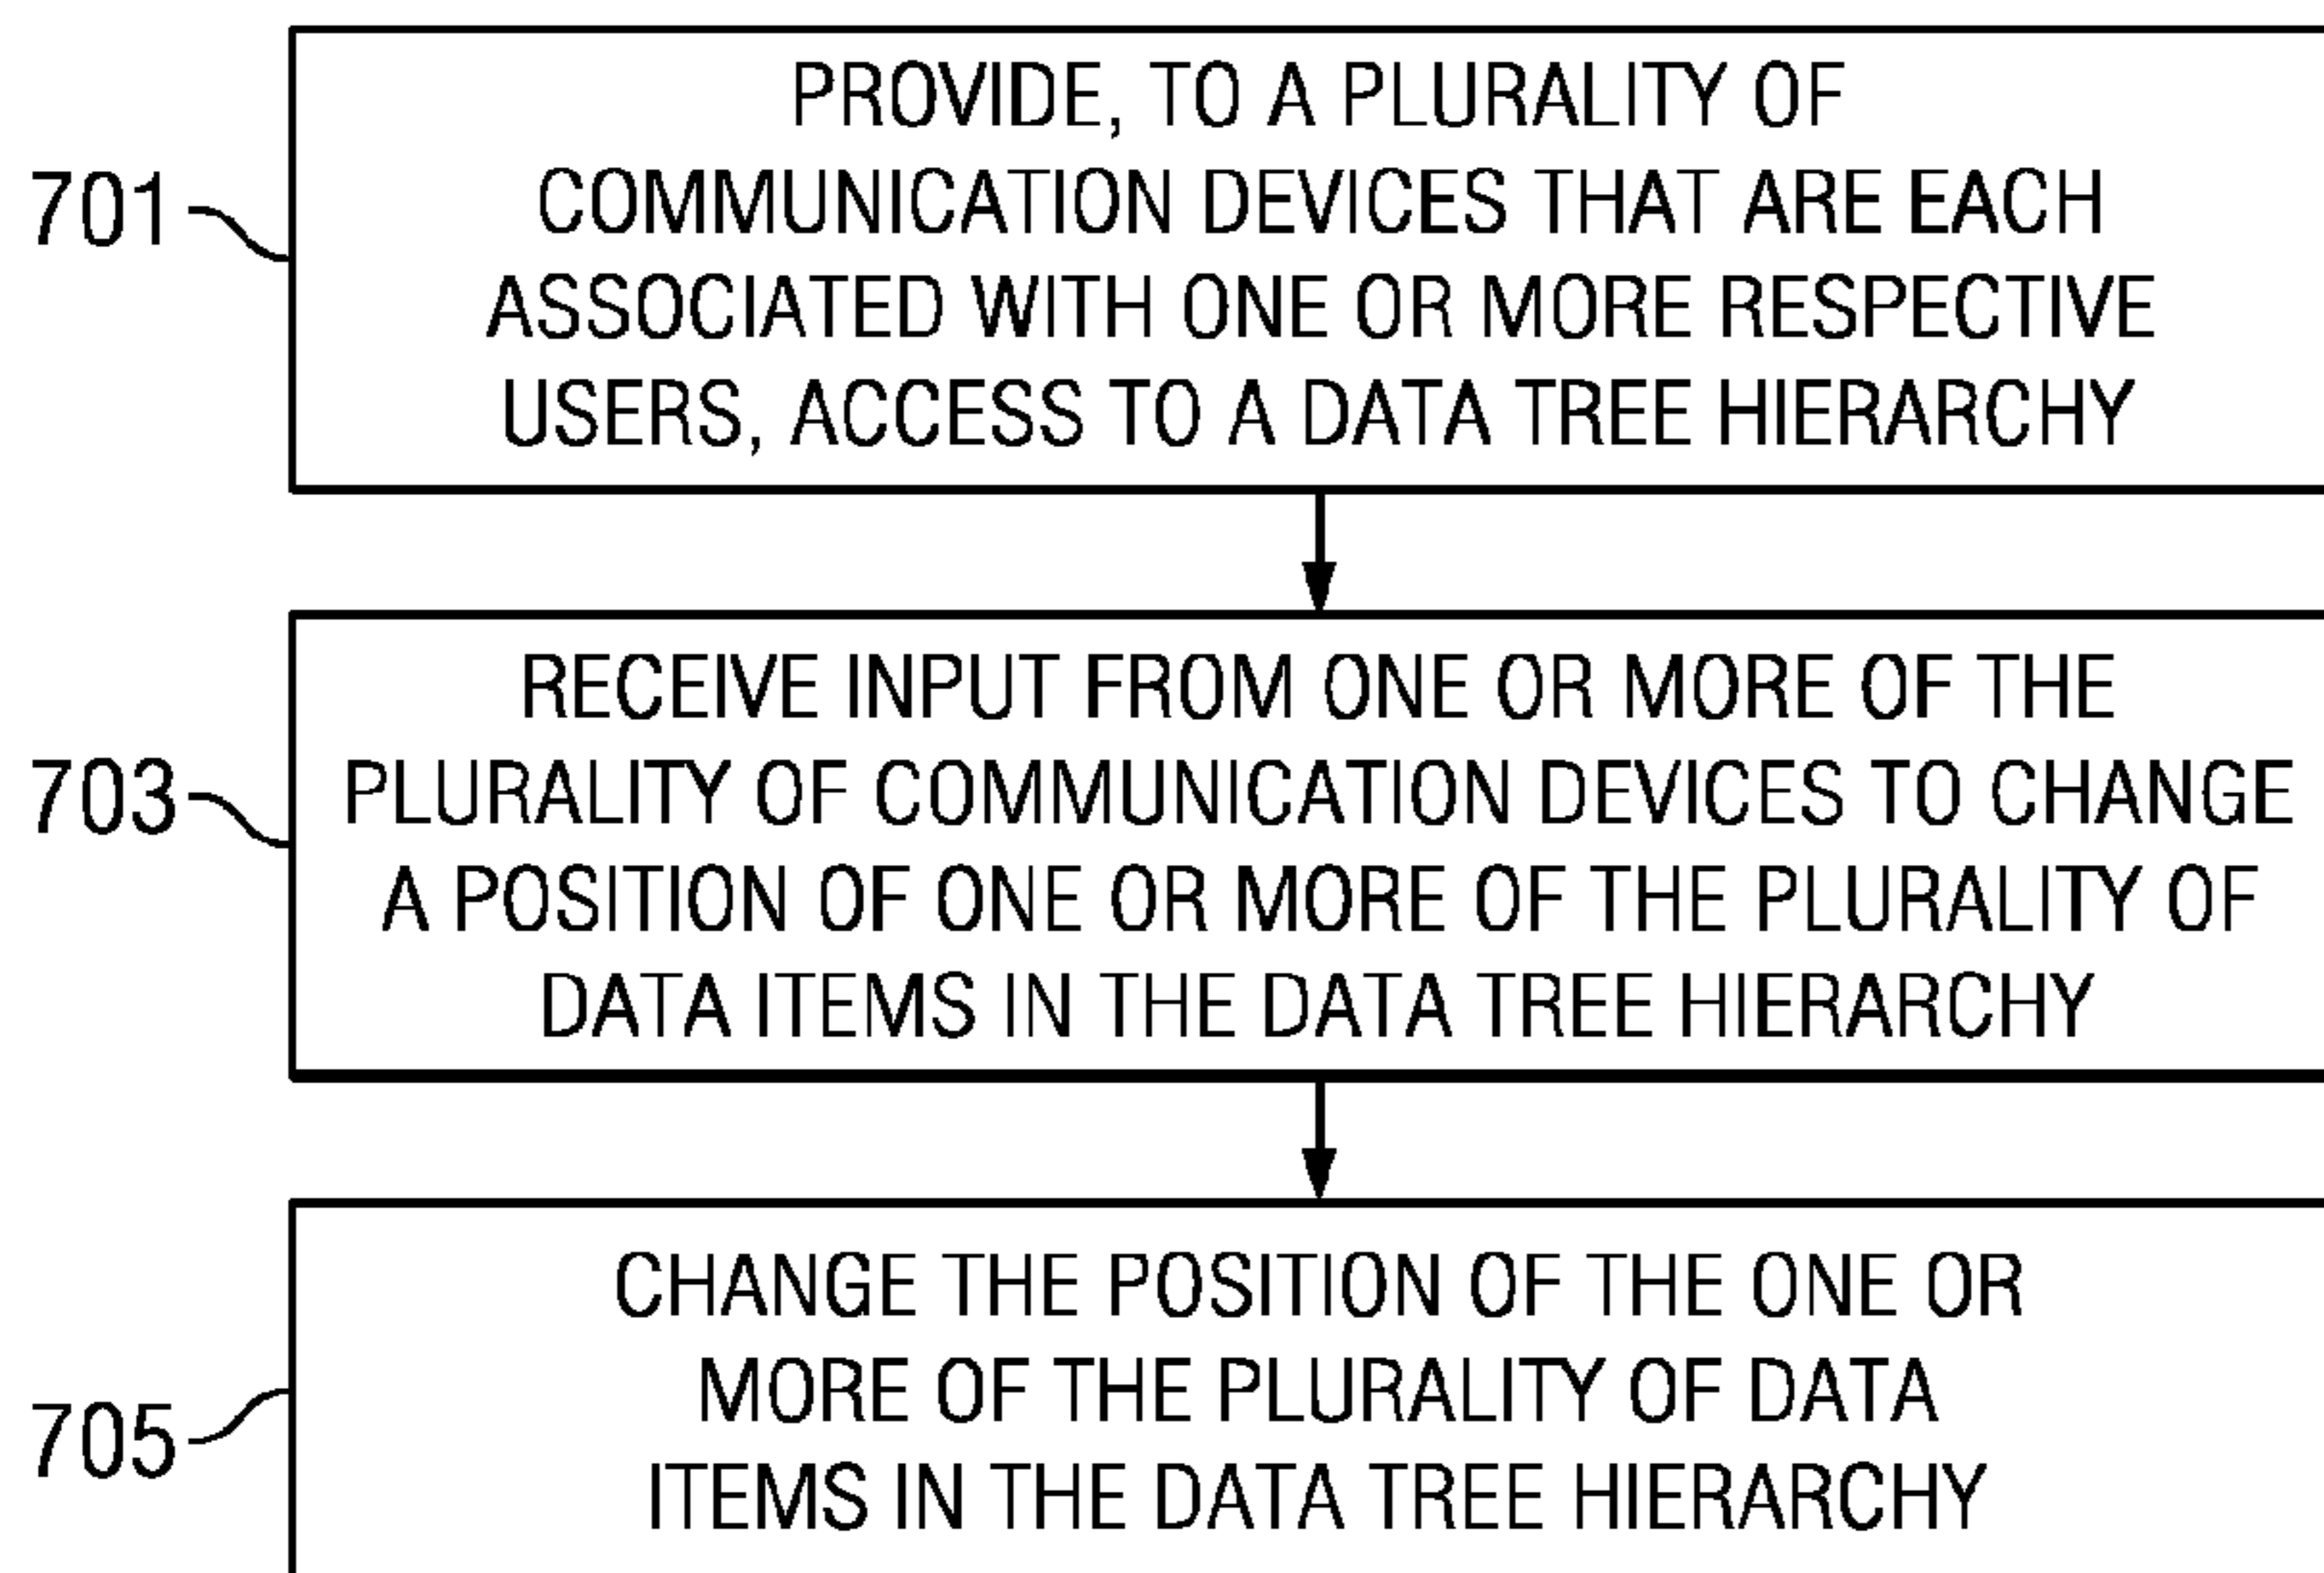 PROVIDE, TO A PLURALITY OF
701
COMMUNICATION DEVICES THAT ARE EACH
ASSOCIATED WITH ONE OR MORE RESPECTIVE
USERS, ACCESS TO A DATA TREE HIERARCHY
RECEIVE INPUT FROM ONE OR MORE OF THE
703
PLURALITY OF COMMUNICATION DEVICES TO CHANGE
A POSITION OF ONE OR MORE OF THE PLURALITY OF
DATA ITEMS IN THE DATA TREE HIERARCHY
CHANGE THE POSITION OF THE ONE OR
MORE OF THE PLURALITY OF DATA
705
ITEMS IN THE DATA TREE HIERARCHY